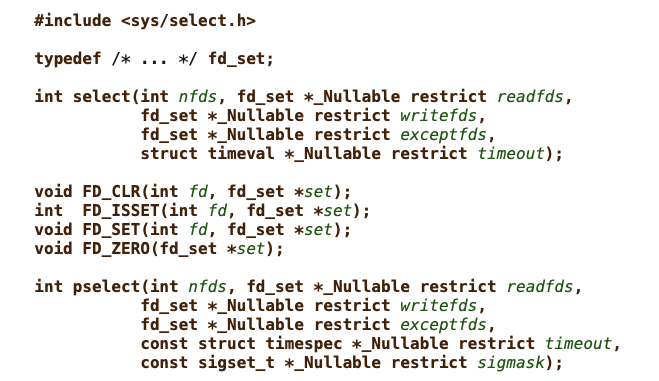 #include <sys/select.h>
typedef /* ... */ fd_set;
int select(int nfds, fd_set *_Nullable restrict readfds,
fd_set *_Nullable restrict writefds,
fd_set *_Nullable restrict exceptfds,
struct timeval *_Nullable restrict timeout);
void FD_CLR(int fd, fd_set *set);
int  FD_ISSET(int fd, fd_set *set);
void FD_SET(int fd, fd_set *set);
void FD_ZERO(fd_set *set);
int pselect(int nfds, fd_set *_Nullable restrict readfds,
fd_set *_Nullable restrict writefds,
fd_set *_Nullable restrict exceptfds,
const struct timespec *_Nullable restrict timeout,
const sigset_t *_Nullable restrict sigmask);